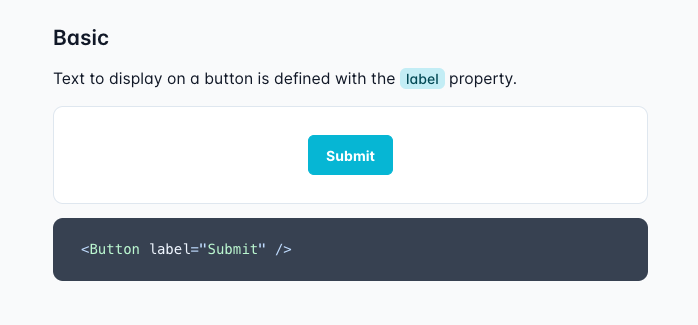 Basic
Text to display on a button is defined with the label property.
Submit
<Button label="Submit" />